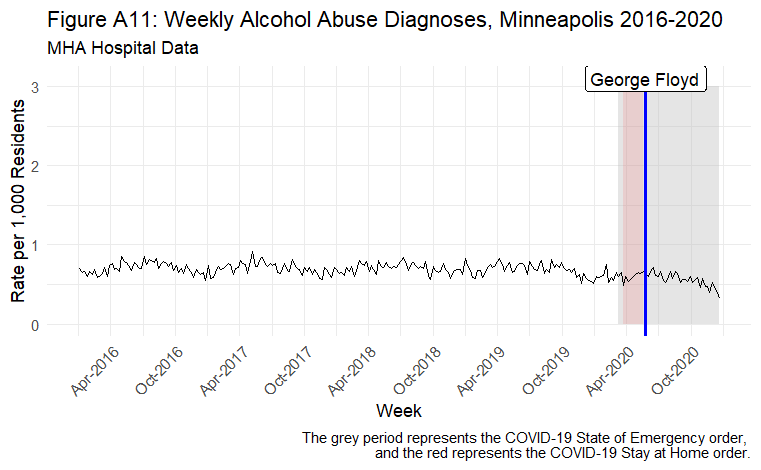 Figure A11: Weekly Alcohol Abuse Diagnoses, Minneapolis 2016-2020
MHA Hospital Data
George Floyd
Rate per 1,000 Residents
3
2
1
0
Apr-2016
Oct-2016
Apr-2017
Oct-2017
Apr-2018
Oct-2018
Apr-2019
Oct-2019
Apr-2020
Oct-2020
Week
The grey period represents the COVID-19 State of Emergency order,
and the red represents the COVID-19 Stay at Home order.